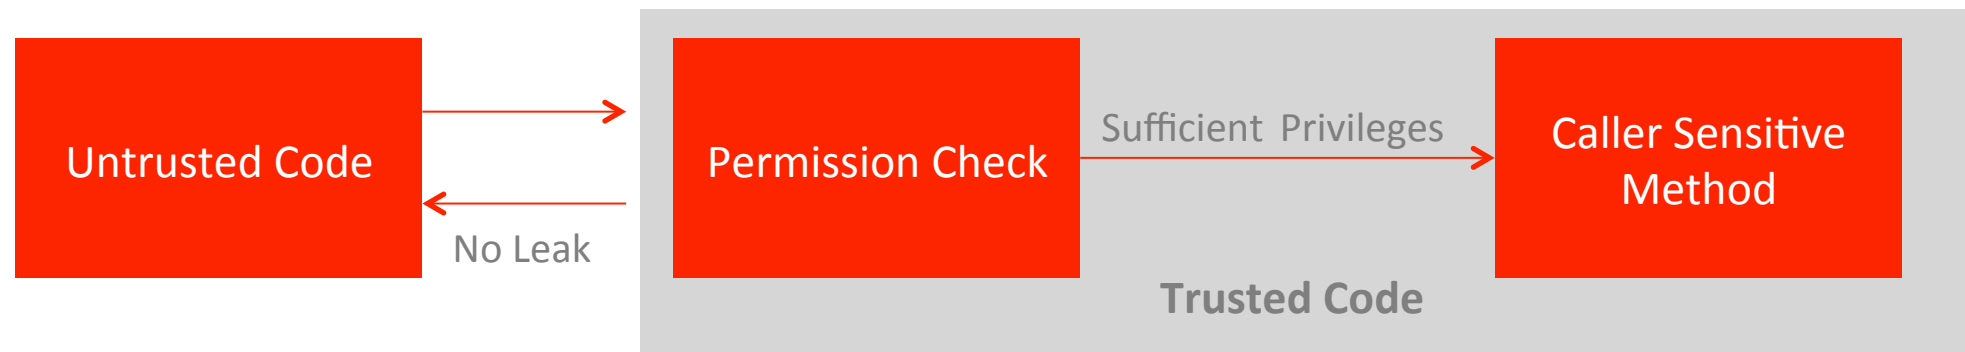 Untrusted Code
No Leak
Permission Check
Sufficient Privileges
Caller Sensitive
Method
Trusted Code